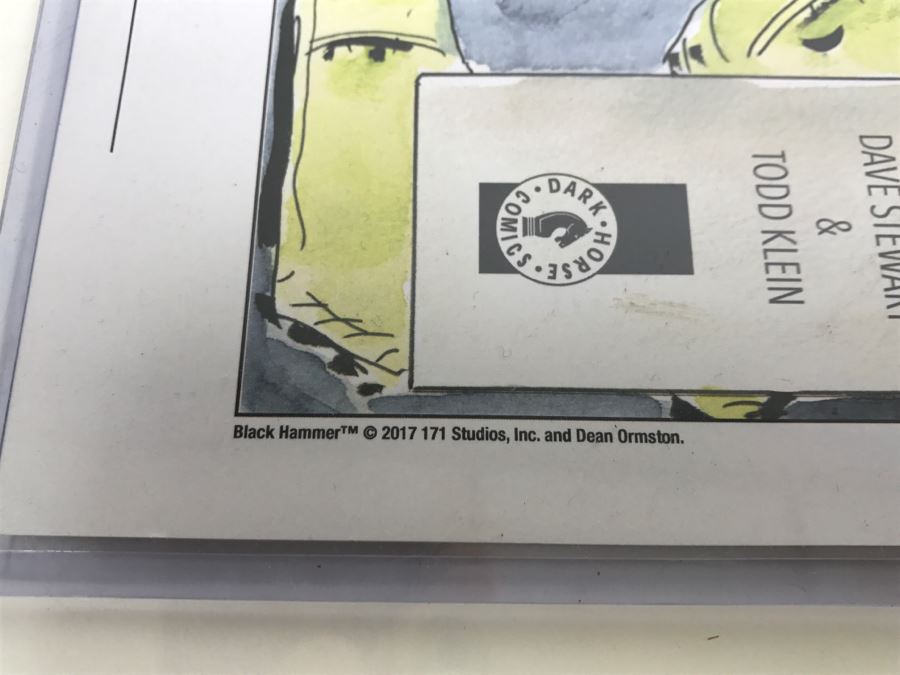 DAVE STEWART
&
TODD KLEIN
DARK • HORSE • COMICS •
Black Hammer™ © 2017 171 Studios, Inc. and Dean Ormston.